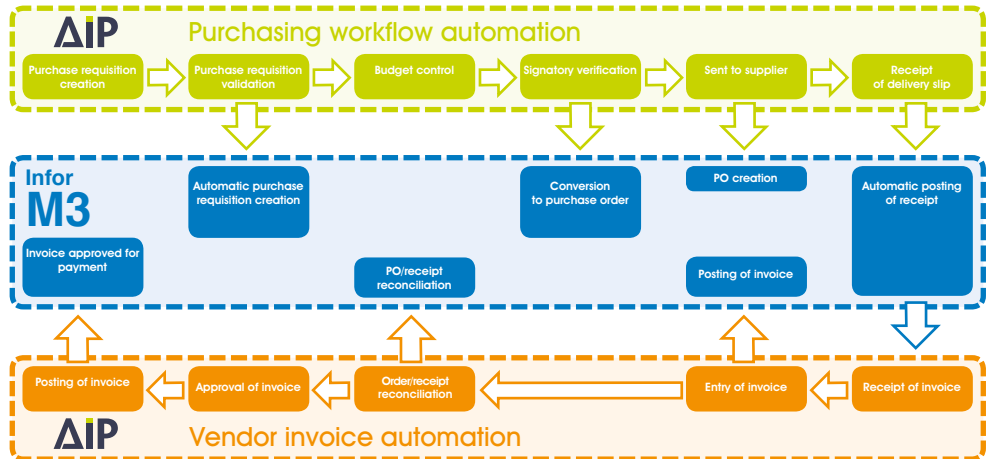 AiP
Purchasing workflow automation
Purchase requisition
creation
Purchase requisition
validation
Budget control
Signatory verification
Sent to supplier
Receipt
of delivery slip
Infor
M3
Automatic purchase
requisition creation
Conversion
to purchase order
PO creation
Automatic posting
of receipt
Invoice approved for
payment
PO/receipt
reconciliation
Posting of invoice
Posting of invoice
Approval of invoice
Order/receipt
reconciliation
Entry of invoice
Receipt of invoice
AiP
Vendor invoice automation